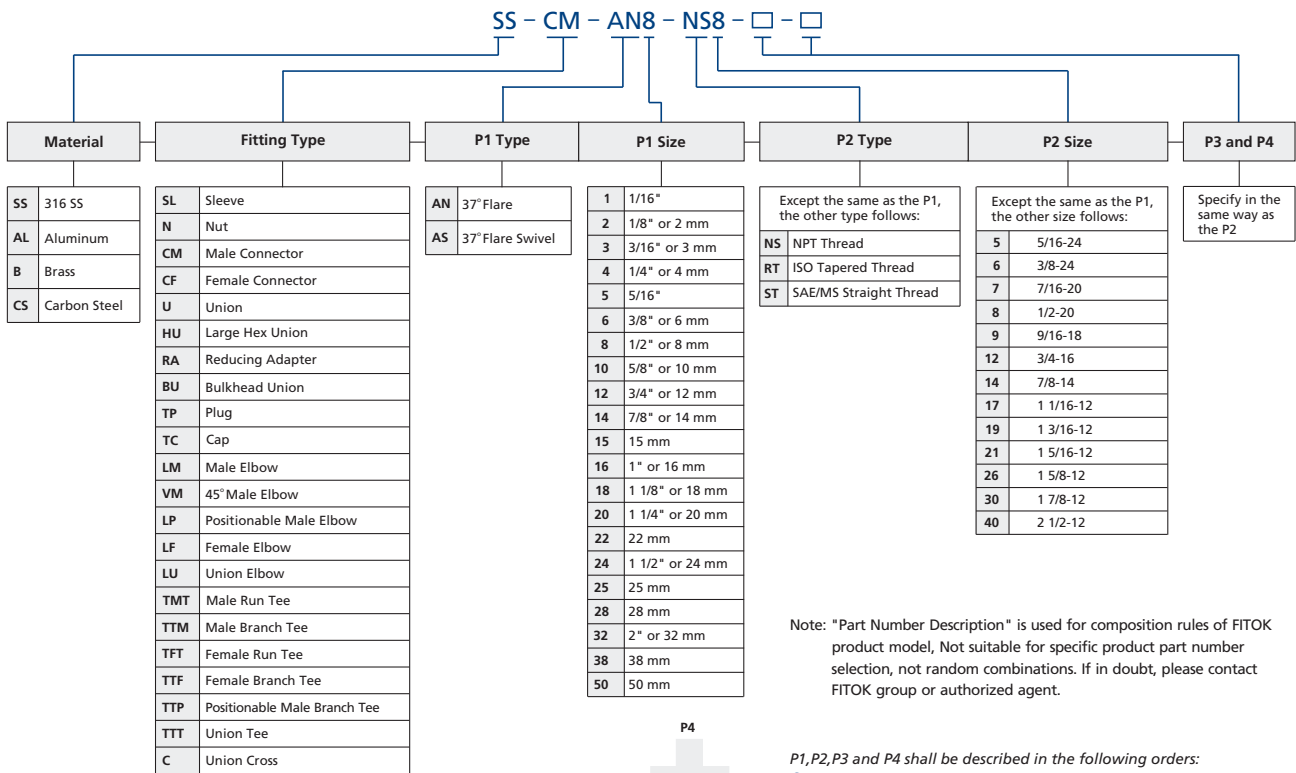 SS – CM – AN8 – NS8 – □ – □
Material
Fitting Type
P1 Type
P1 Size
P2 Type
P2 Size
P3 and P4
SS 316 SS
AL Aluminum
B Brass
CS Carbon Steel
SL Sleeve
N Nut
CM Male Connector
CF Female Connector
U Union
HU Large Hex Union
RA Reducing Adapter
BU Bulkhead Union
TP Plug
TC Cap
LM Male Elbow
VM 45°Male Elbow
LP Positionable Male Elbow
LF Female Elbow
LU Union Elbow
TMT Male Run Tee
TTM Male Branch Tee
TFT Female Run Tee
TTF Female Branch Tee
TTP Positionable Male Branch Tee
TTT Union Tee
C Union Cross
AN 37°Flare
AS 37°Flare Swivel
1 1/16"
2 1/8" or 2 mm
3 3/16" or 3 mm
4 1/4" or 4 mm
5 5/16"
6 3/8" or 6 mm
8 1/2" or 8 mm
10 5/8" or 10 mm
12 3/4" or 12 mm
14 7/8" or 14 mm
15 15 mm
16 1" or 16 mm
18 1 1/8" or 18 mm
20 1 1/4" or 20 mm
22 22 mm
24 1 1/2" or 24 mm
25 25 mm
28 28 mm
32 2" or 32 mm
38 38 mm
50 50 mm
Except the same as the P1,
the other type follows:
NS NPT Thread
RT ISO Tapered Thread
ST SAE/MS Straight Thread
Except the same as the P1,
the other size follows:
5 5/16-24
6 3/8-24
7 7/16-20
8 1/2-20
9 9/16-18
12 3/4-16
14 7/8-14
17 1 1/16-12
19 1 3/16-12
21 1 5/16-12
26 1 5/8-12
30 1 7/8-12
40 2 1/2-12
Specify in the
same way as
the P2
Note: "Part Number Description" is used for composition rules of FITOK
product model, Not suitable for specific product part number
selection, not random combinations. If in doubt, please contact
FITOK group or authorized agent.
P4
P1,P2,P3 and P4 shall be described in the following orders: